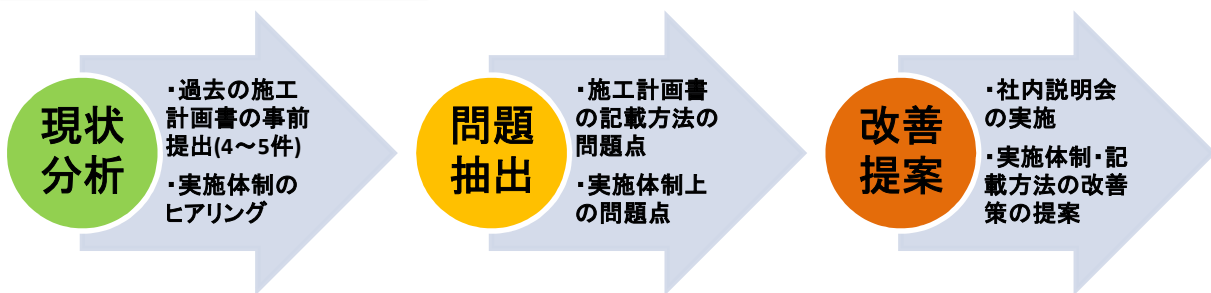 現状
分析
・過去の施工
計画書の事前
提出(4～5件)
・実施体制の
ヒアリング
問題
抽出
・施工計画書
の記載方法の
問題点
・実施体制上
の問題点
改善
提案
・社内説明会
の実施
・実施体制・記
載方法の改善
策の提案